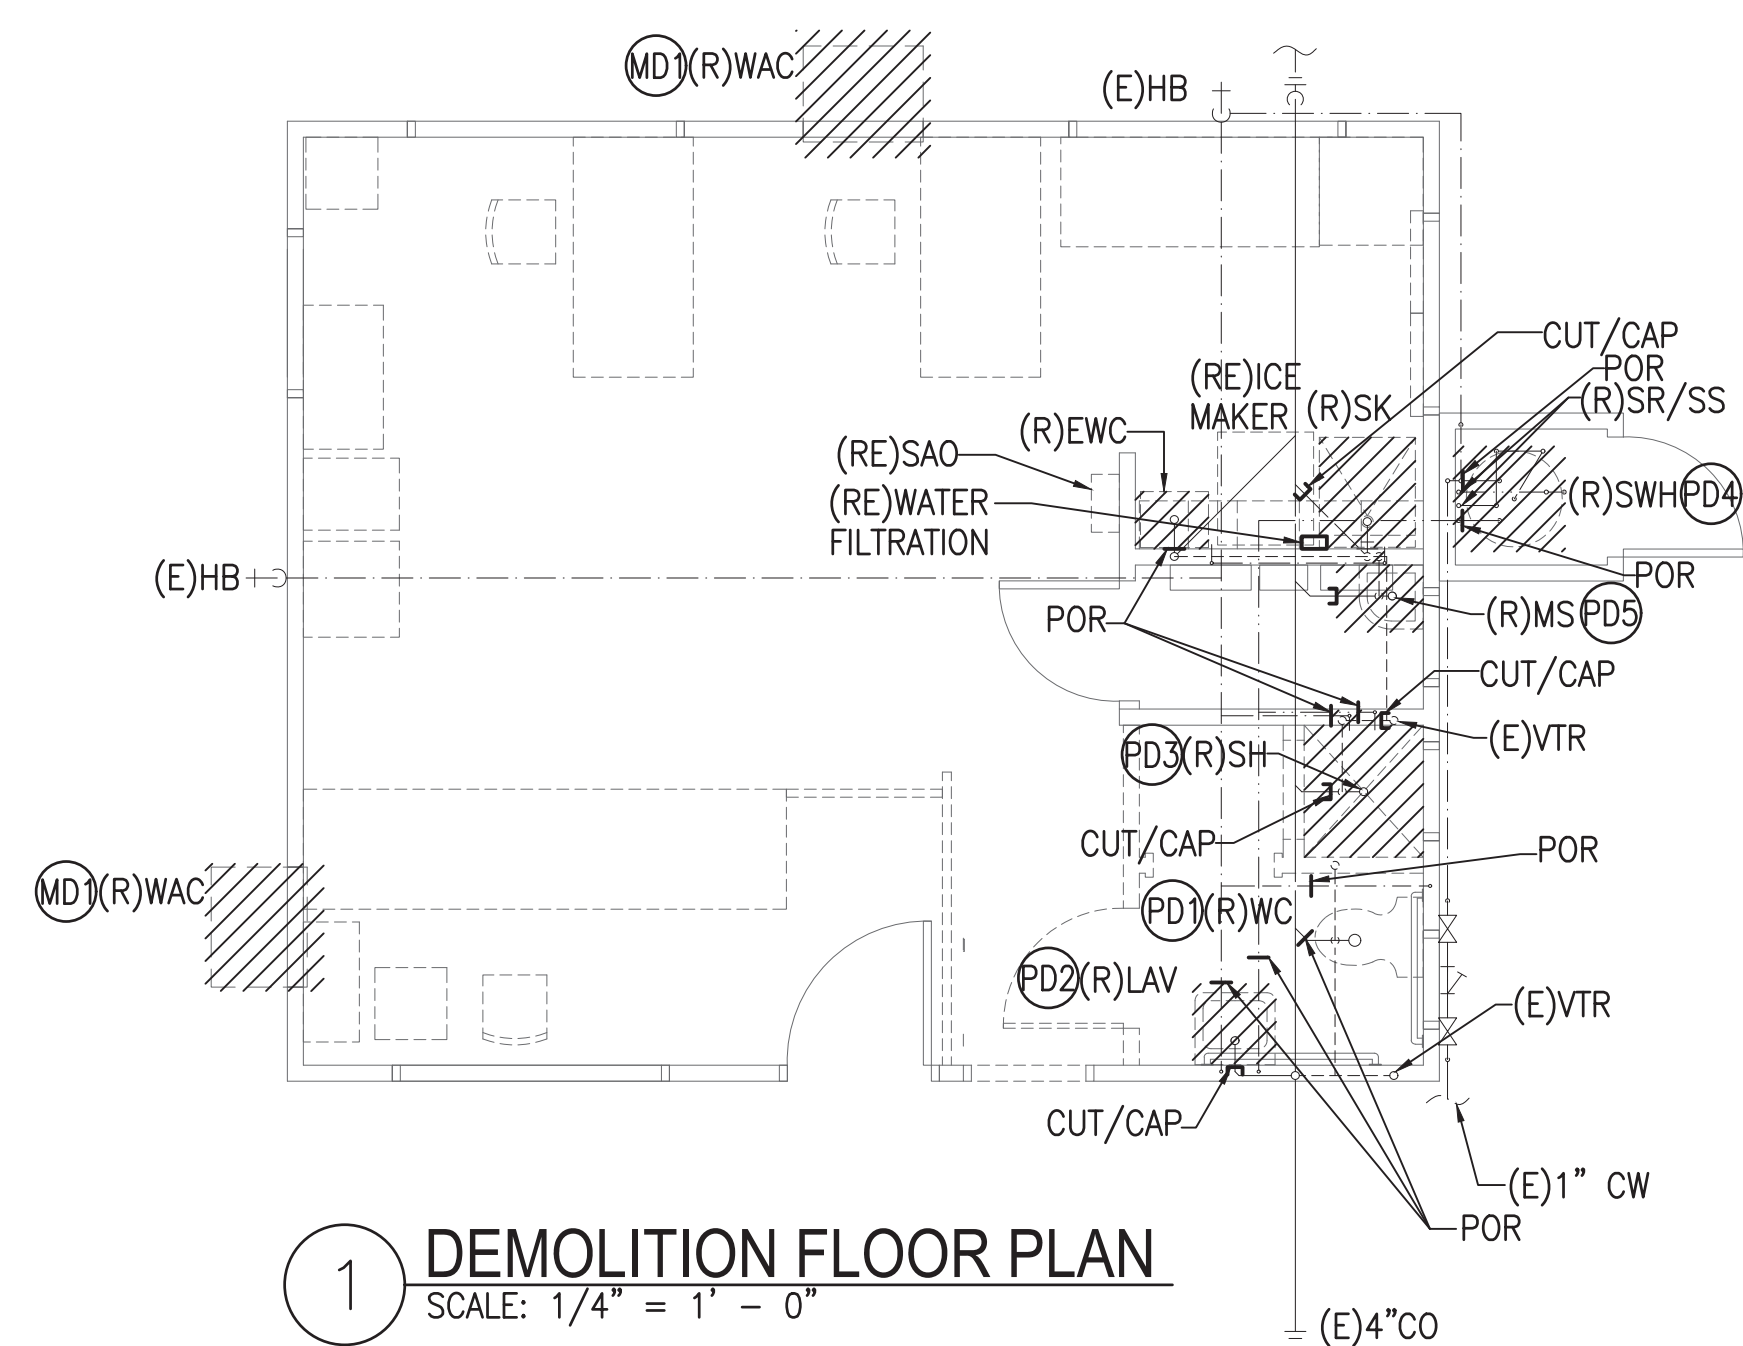 MD1 (R)WAC
(E)HB
CUT/CAP
POR
(R)SR/SS
(RE)ICE
MAKER
(R)SK
(R)EWC
(RE)SAO
(RE)WATER
FILTRATION
(R)SWH PD4
(E)HB
POR
(R)MS PD5
POR
CUT/CAP
(E)VTR
PD3 (R)SH
CUT/CAP
POR
MD1 (R)WAC
PD1 (R)WC
PD2 (R)LAV
(E)VTR
CUT/CAP
(E)1” CW
POR
1
DEMOLITION FLOOR PLAN
SCALE: 1/4” = 1’ – 0”
(E)4”CO